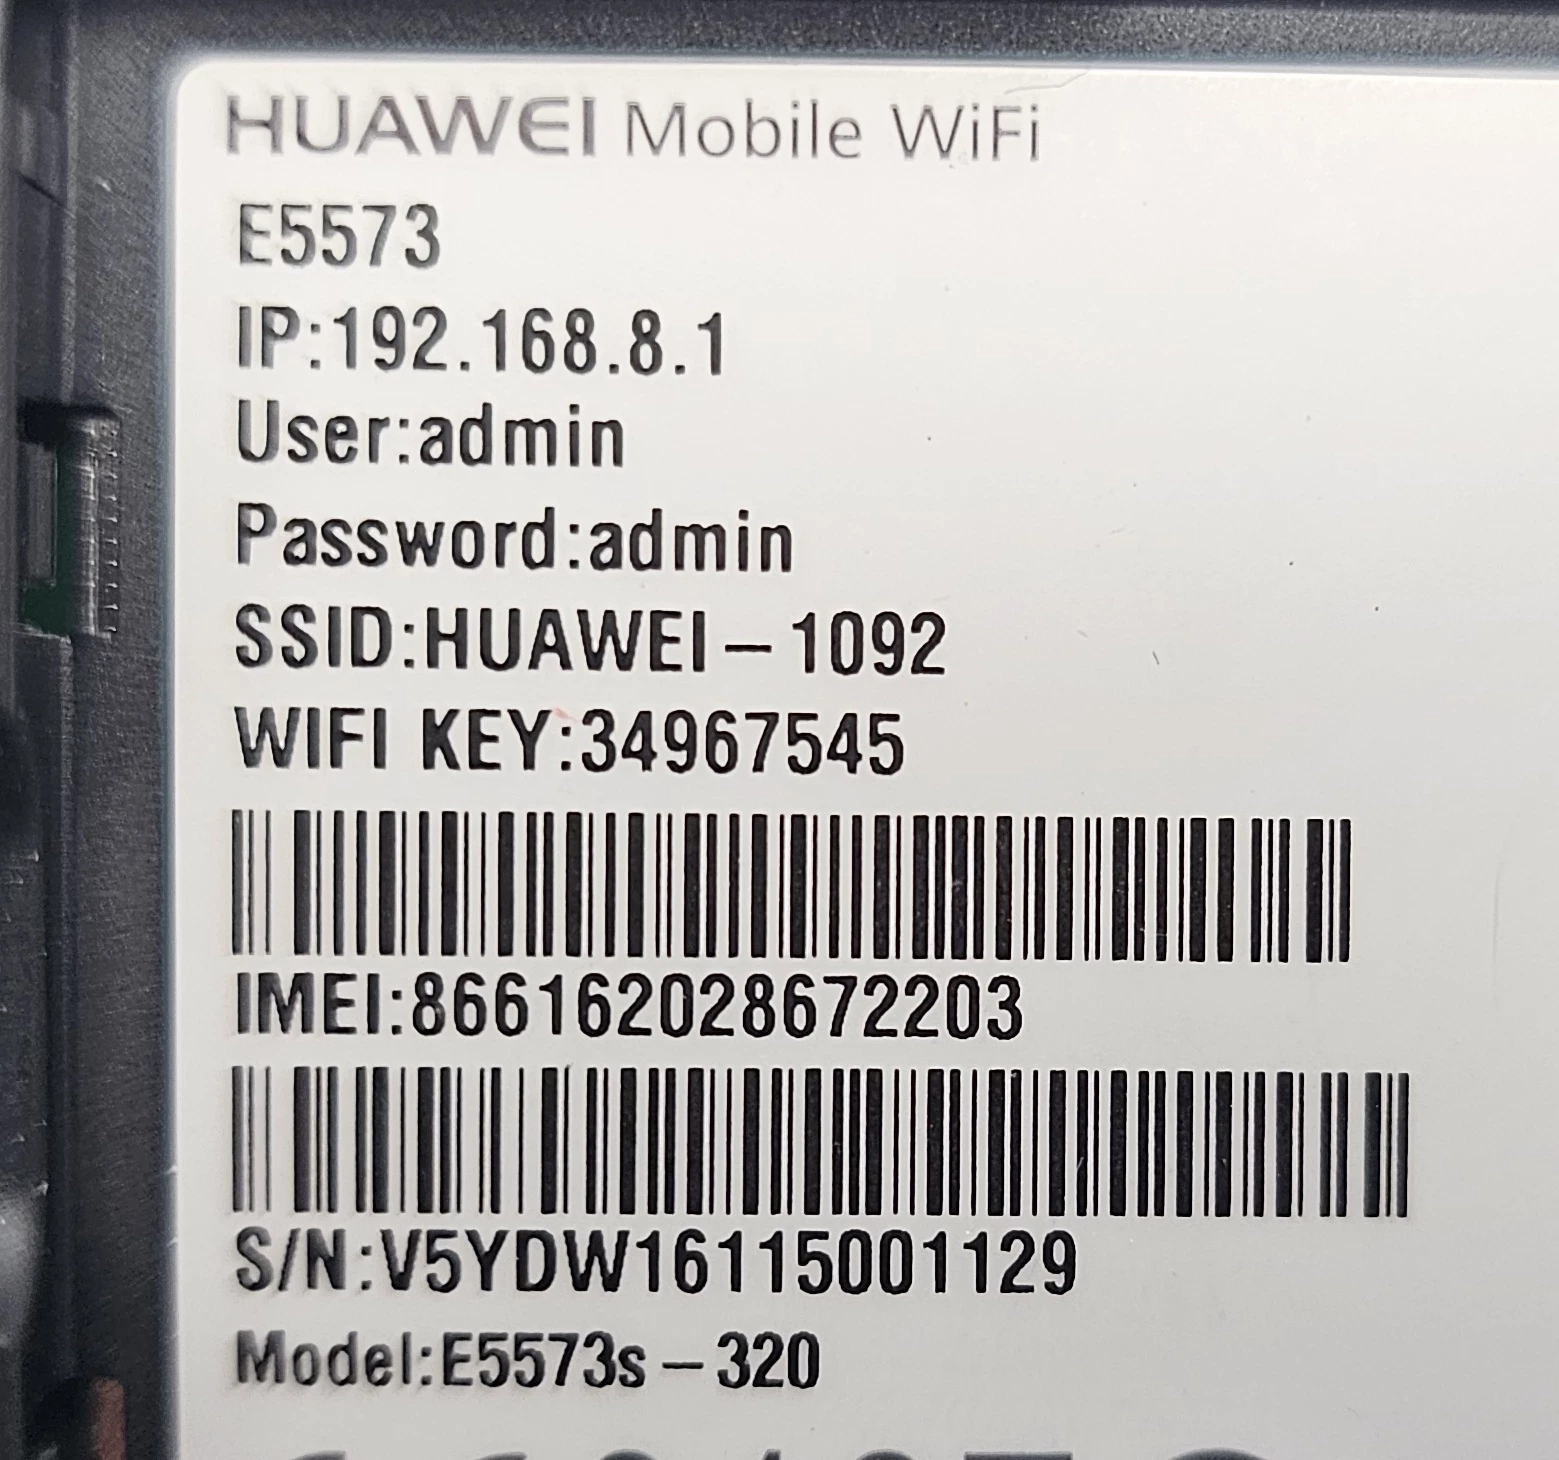 HUAWEI Mobile WiFi
E5573
IP:192.168.8.1
User:admin
Password:admin
SSID:HUAWEI-1092
WIFI KEY:34967545
IMEI:866162028672203
S/N:V5YDW16115001129
Model:E5573s-320